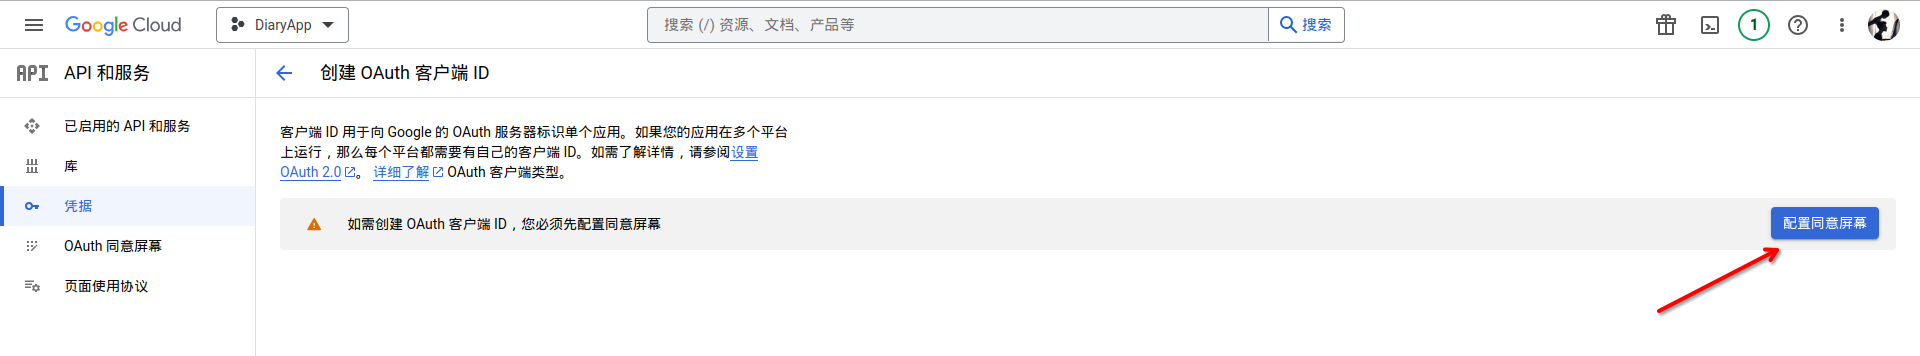 Google Cloud
DiaryApp
搜索 (/) 资源、文档、产品等
搜索
1
API
API 和服务
创建 OAuth 客户端 ID
已启用的 API 和服务
库
凭据
OAuth 同意屏幕
页面使用协议
客户端 ID 用于向 Google 的 OAuth 服务器标识单个应用。如果您的应用在多个平台
上运行，那么每个平台都需要有自己的客户端 ID。如需了解详情，请参阅设置
OAuth 2.0。 详细了解 OAuth 客户端类型。
如需创建 OAuth 客户端 ID，您必须先配置同意屏幕
配置同意屏幕